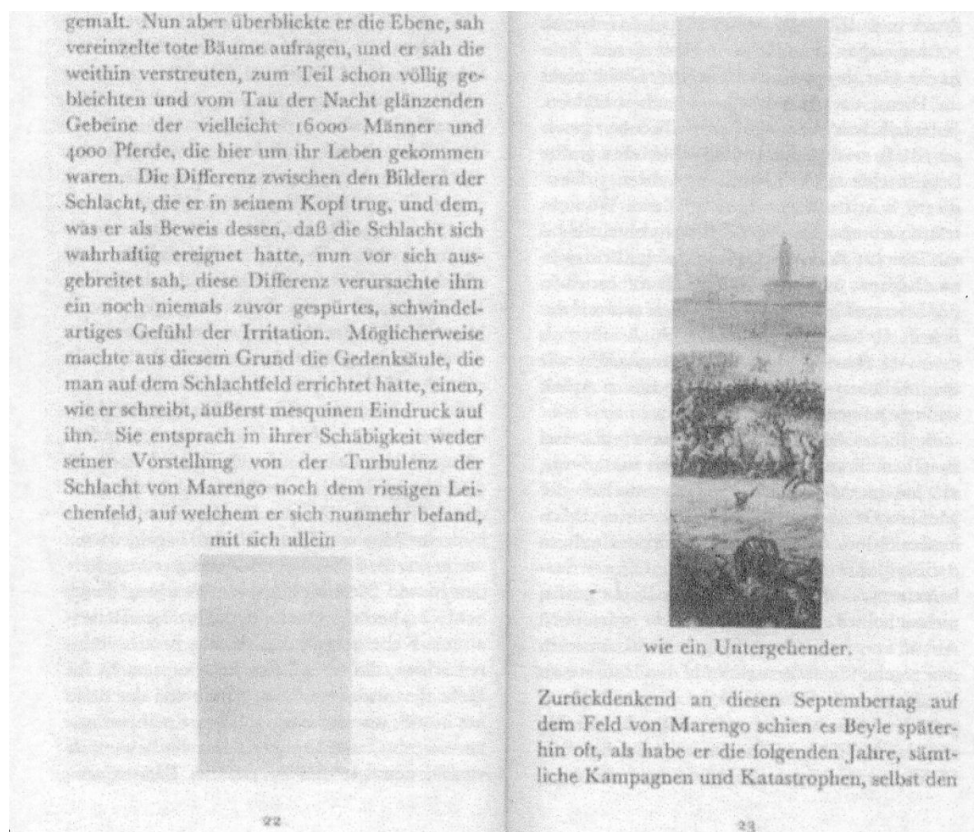 gemalt. Nun aber überblickte er die Ebene, sah
vereinzelte tote Bäume aufragen, und er sah die
weithin verstreuten, zum Teil schon völlig ge-
bleichten und vom Tau der Nacht glänzenden
Gebeine der vielleicht 16000 Männer und
4000 Pferde, die hier um ihr Leben gekommen
waren. Die Differenz zwischen den Bildern der
Schlacht, die er in seinem Kopf trug, und dem,
was er als Beweis dessen, daß die Schlacht sich
wahrhaftig ereignet hatte, nun vor sich aus-
gebreitet sah, diese Differenz verursachte ihm
ein noch niemals zuvor gespürtes, schwindel-
artiges Gefühl der Irritation. Möglicherweise
machte aus diesem Grund die Gedenksäule, die
man auf dem Schlachtfeld errichtet hatte, einen,
wie er schreibt, äußerst mesquinen Eindruck auf
ihn. Sie entsprach in ihrer Schäbigkeit weder
seiner Vorstellung von der Turbulenz der
Schlacht von Marengo noch dem riesigen Lei-
chenfeld, auf welchem er sich nunmehr befand,
mit sich allein
22
wie ein Untergehender.
Zurückdenkend an diesen Septembertag auf
dem Feld von Marengo schien es Beyle später-
hin oft, als habe er die folgenden Jahre, sämt-
liche Kampagnen und Katastrophen, selbst den
23